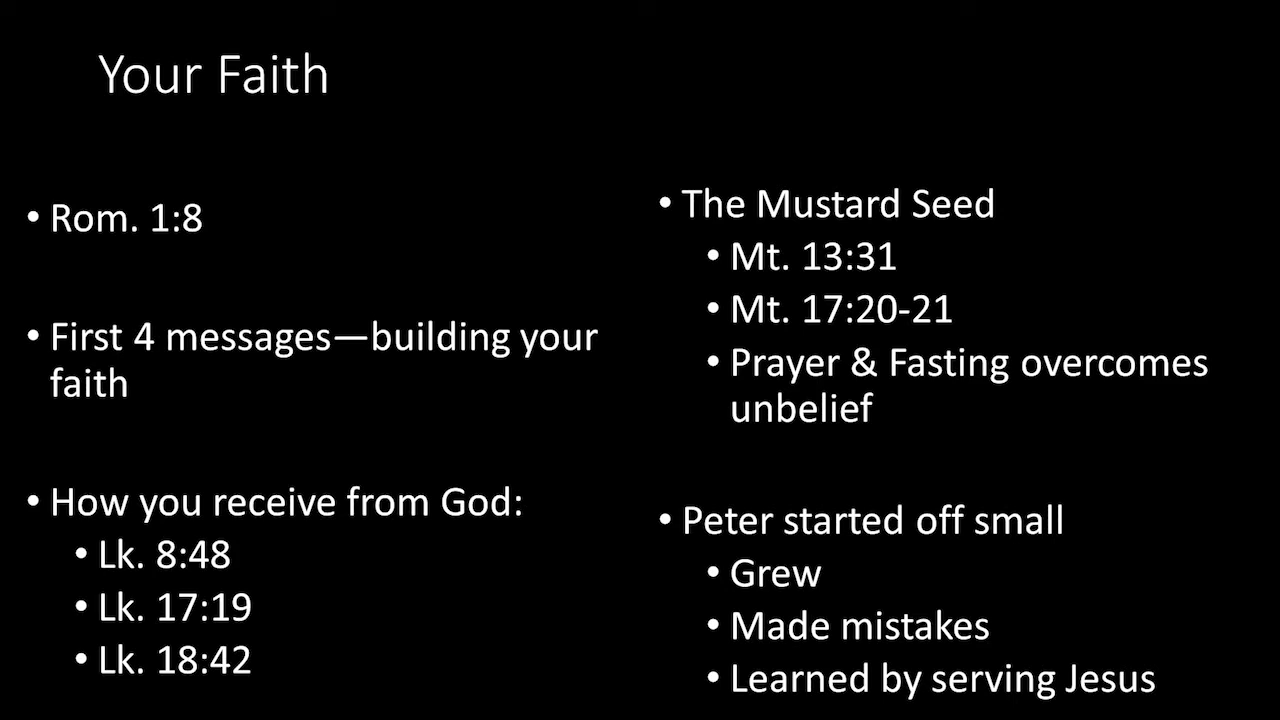 Your Faith
• Rom. 1:8
• First 4 messages—building your
faith
• How you receive from God:
• Lk. 8:48
• Lk. 17:19
• Lk. 18:42
• The Mustard Seed
• Mt. 13:31
• Mt. 17:20-21
• Prayer & Fasting overcomes
unbelief
• Peter started off small
• Grew
• Made mistakes
• Learned by serving Jesus